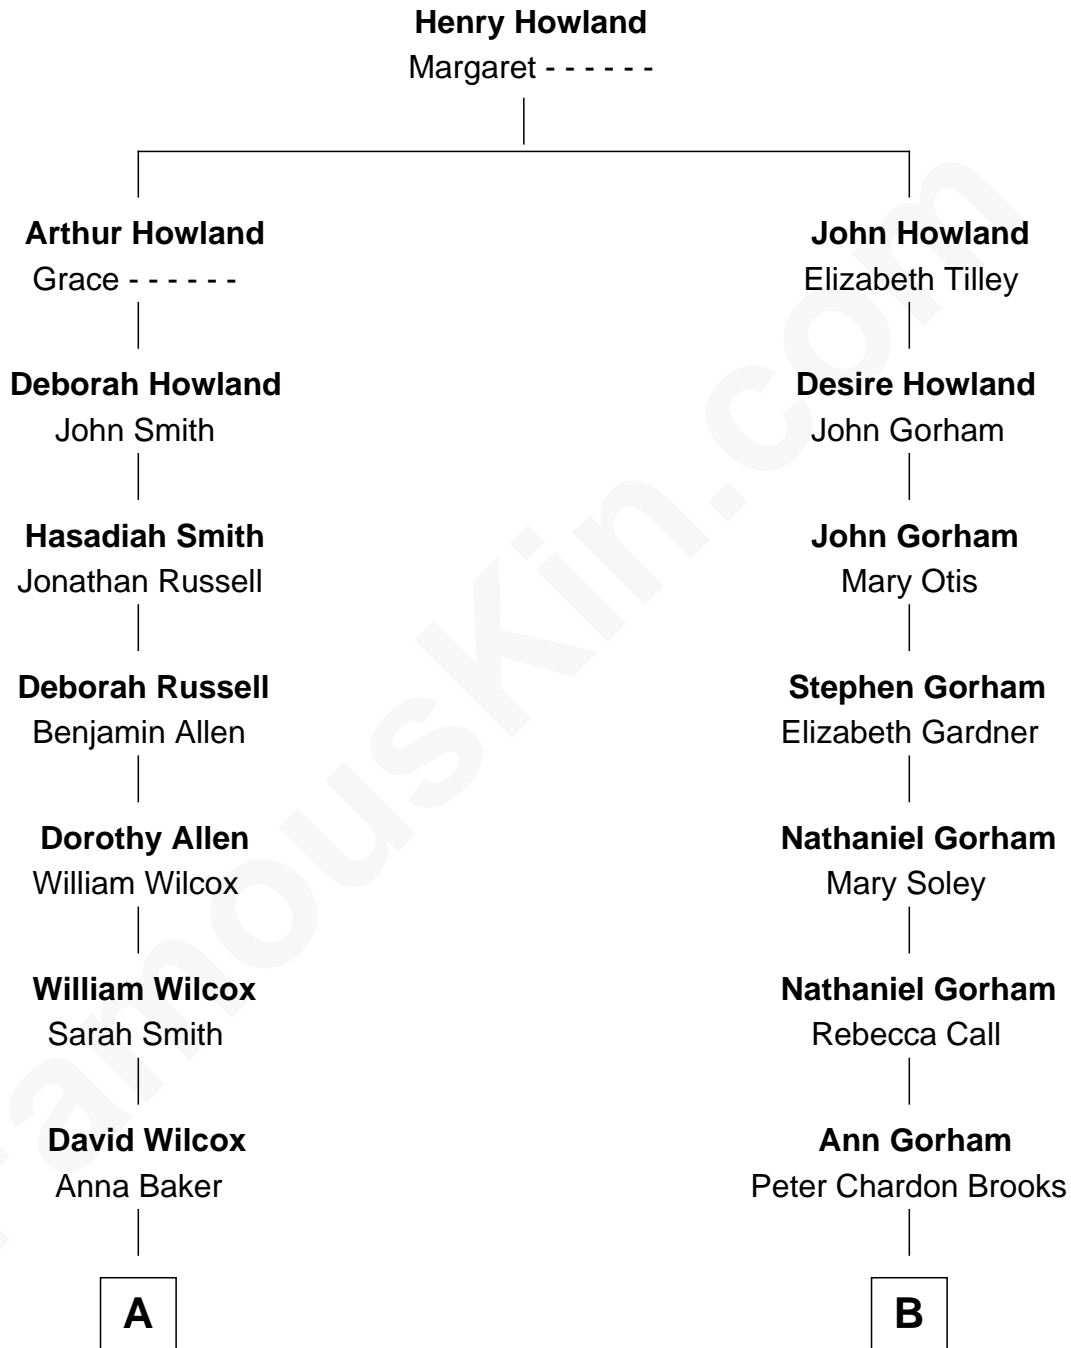 Henry Howland
Margaret - - - - - -
Arthur Howland
Grace - - - - - -
John Howland
Elizabeth Tilley
Deborah Howland
John Smith
Desire Howland
John Gorham
Hasadiah Smith
Jonathan Russell
John Gorham
Mary Otis
Deborah Russell
Benjamin Allen
Stephen Gorham
Elizabeth Gardner
Dorothy Allen
William Wilcox
Nathaniel Gorham
Mary Soley
William Wilcox
Sarah Smith
Nathaniel Gorham
Rebecca Call
David Wilcox
Anna Baker
Ann Gorham
Peter Chardon Brooks
A
B
FamousKin.com